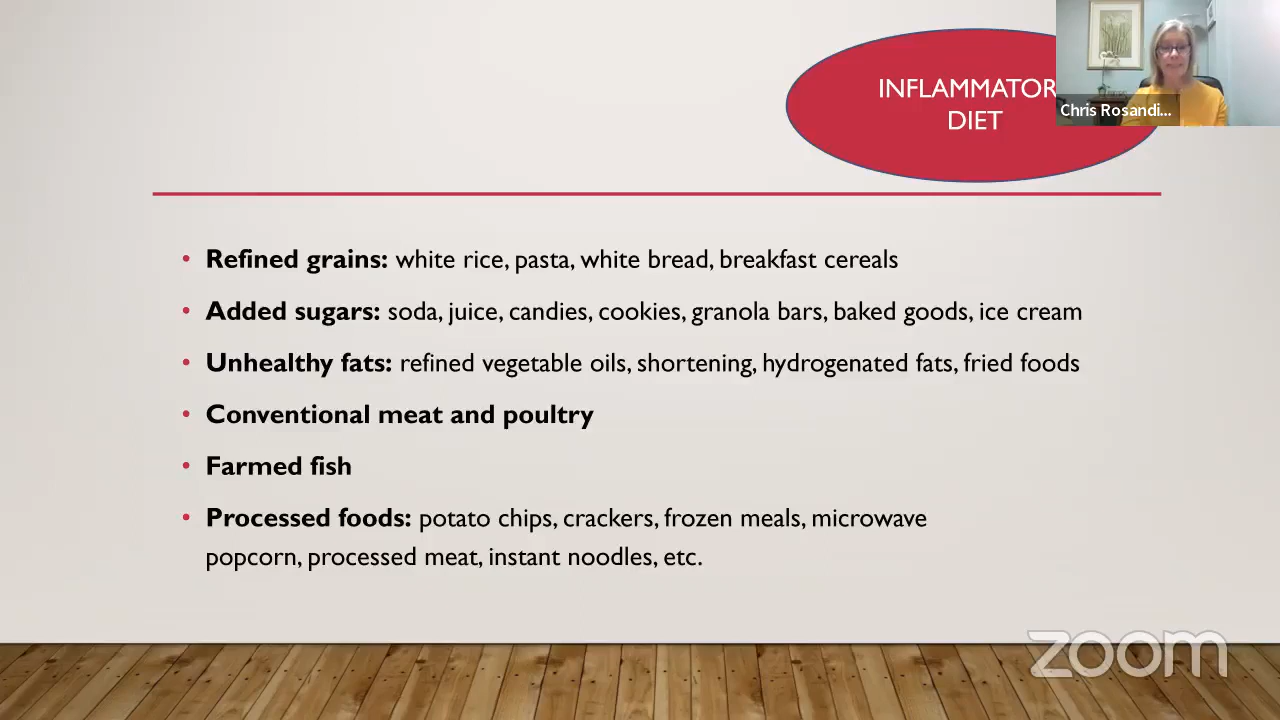 INFLAMMATOR
DIET
Chris Rosandi...
• Refined grains: white rice, pasta, white bread, breakfast cereals
• Added sugars: soda, juice, candies, cookies, granola bars, baked goods, ice cream
• Unhealthy fats: refined vegetable oils, shortening, hydrogenated fats, fried foods
• Conventional meat and poultry
• Farmed fish
• Processed foods: potato chips, crackers, frozen meals, microwave
popcorn, processed meat, instant noodles, etc.
zoom